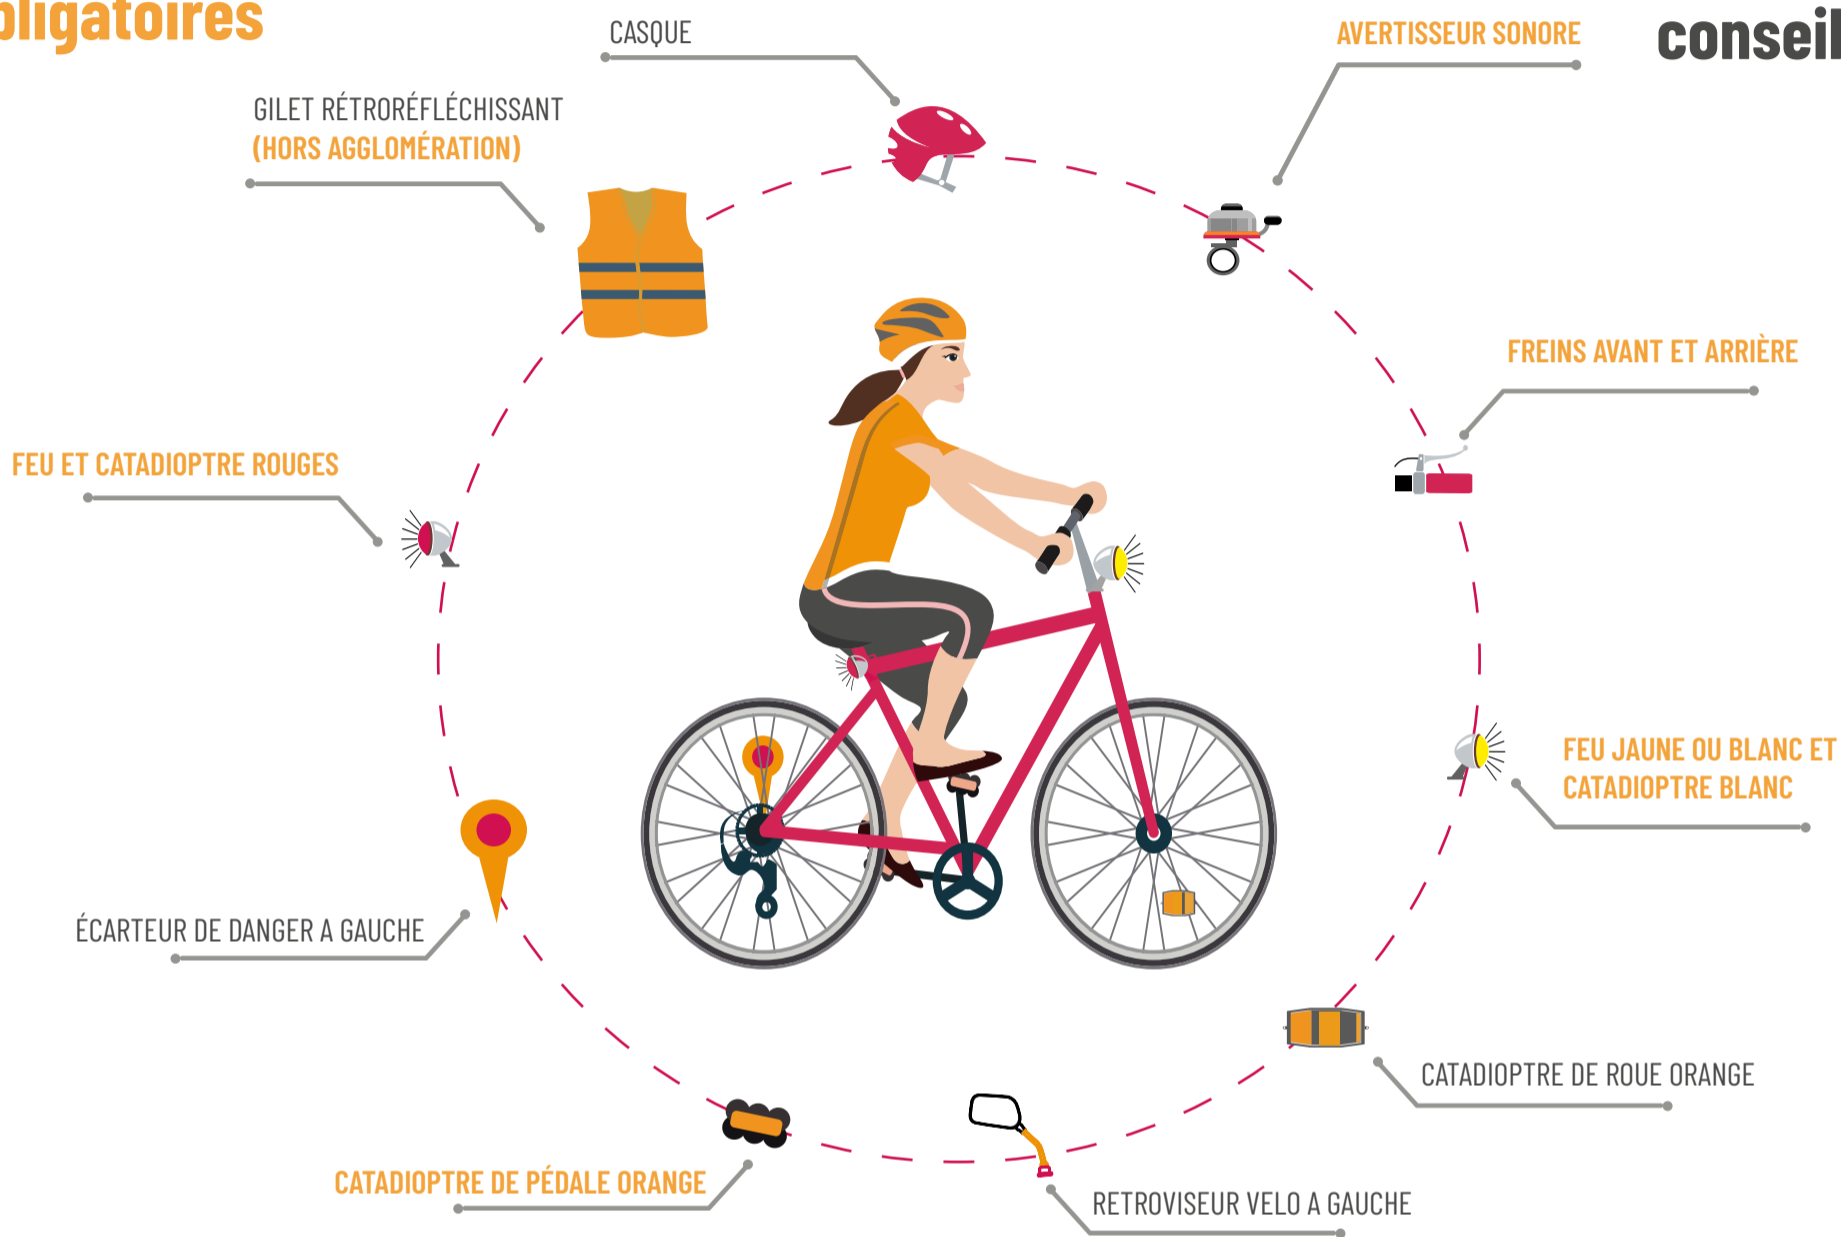 bligatoires
conseil
CASQUE
AVERTISSEUR SONORE
GILET RÉTRORÉFLÉCHISSANT
(HORS AGGLOMÉRATION)
FREINS AVANT ET ARRIÈRE
FEU ET CATADIOPTRE ROUGES
FEU JAUNE OU BLANC ET
CATADIOPTRE BLANC
ÉCARTEUR DE DANGER A GAUCHE
CATADIOPTRE DE ROUE ORANGE
CATADIOPTRE DE PÉDALE ORANGE
RETROVISEUR VELO A GAUCHE